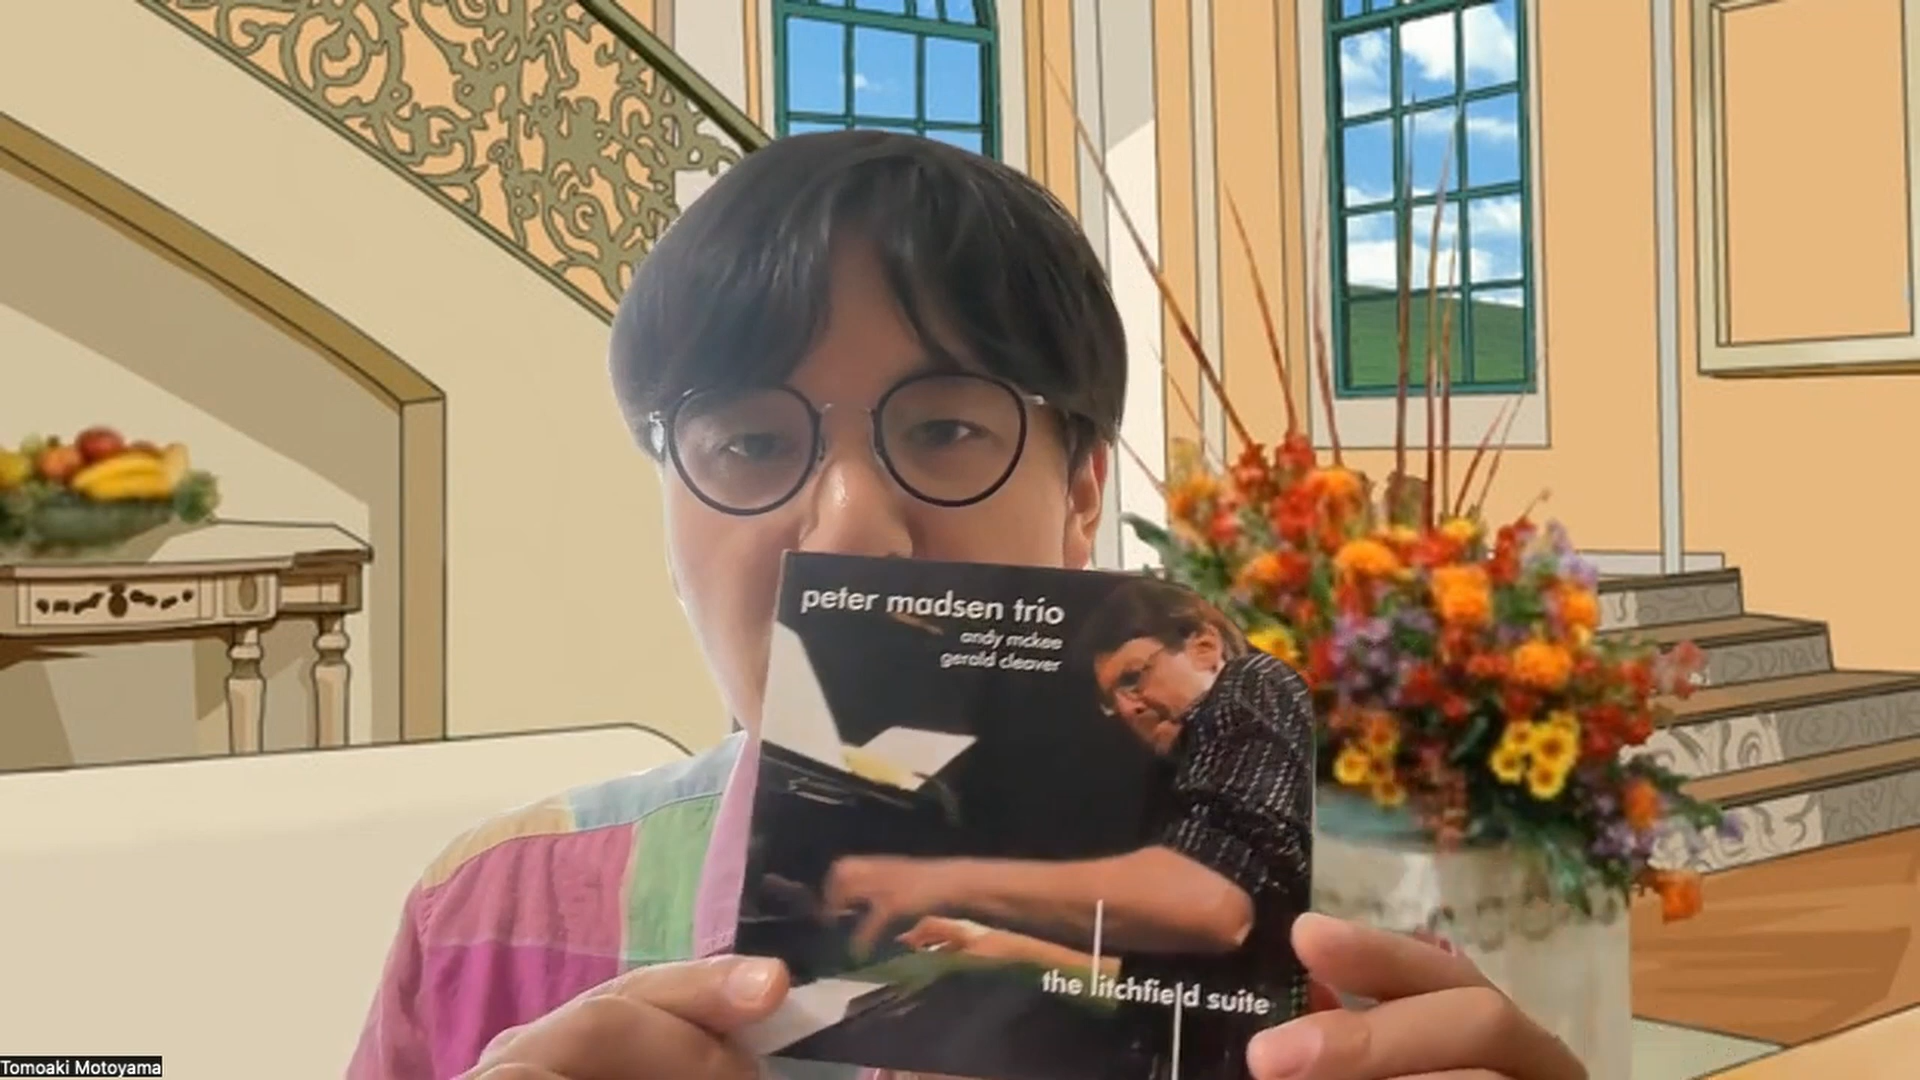 peter madsen trio
andy mckee
gerald cleaver
the litchfield suite
Tomoaki Motoyama